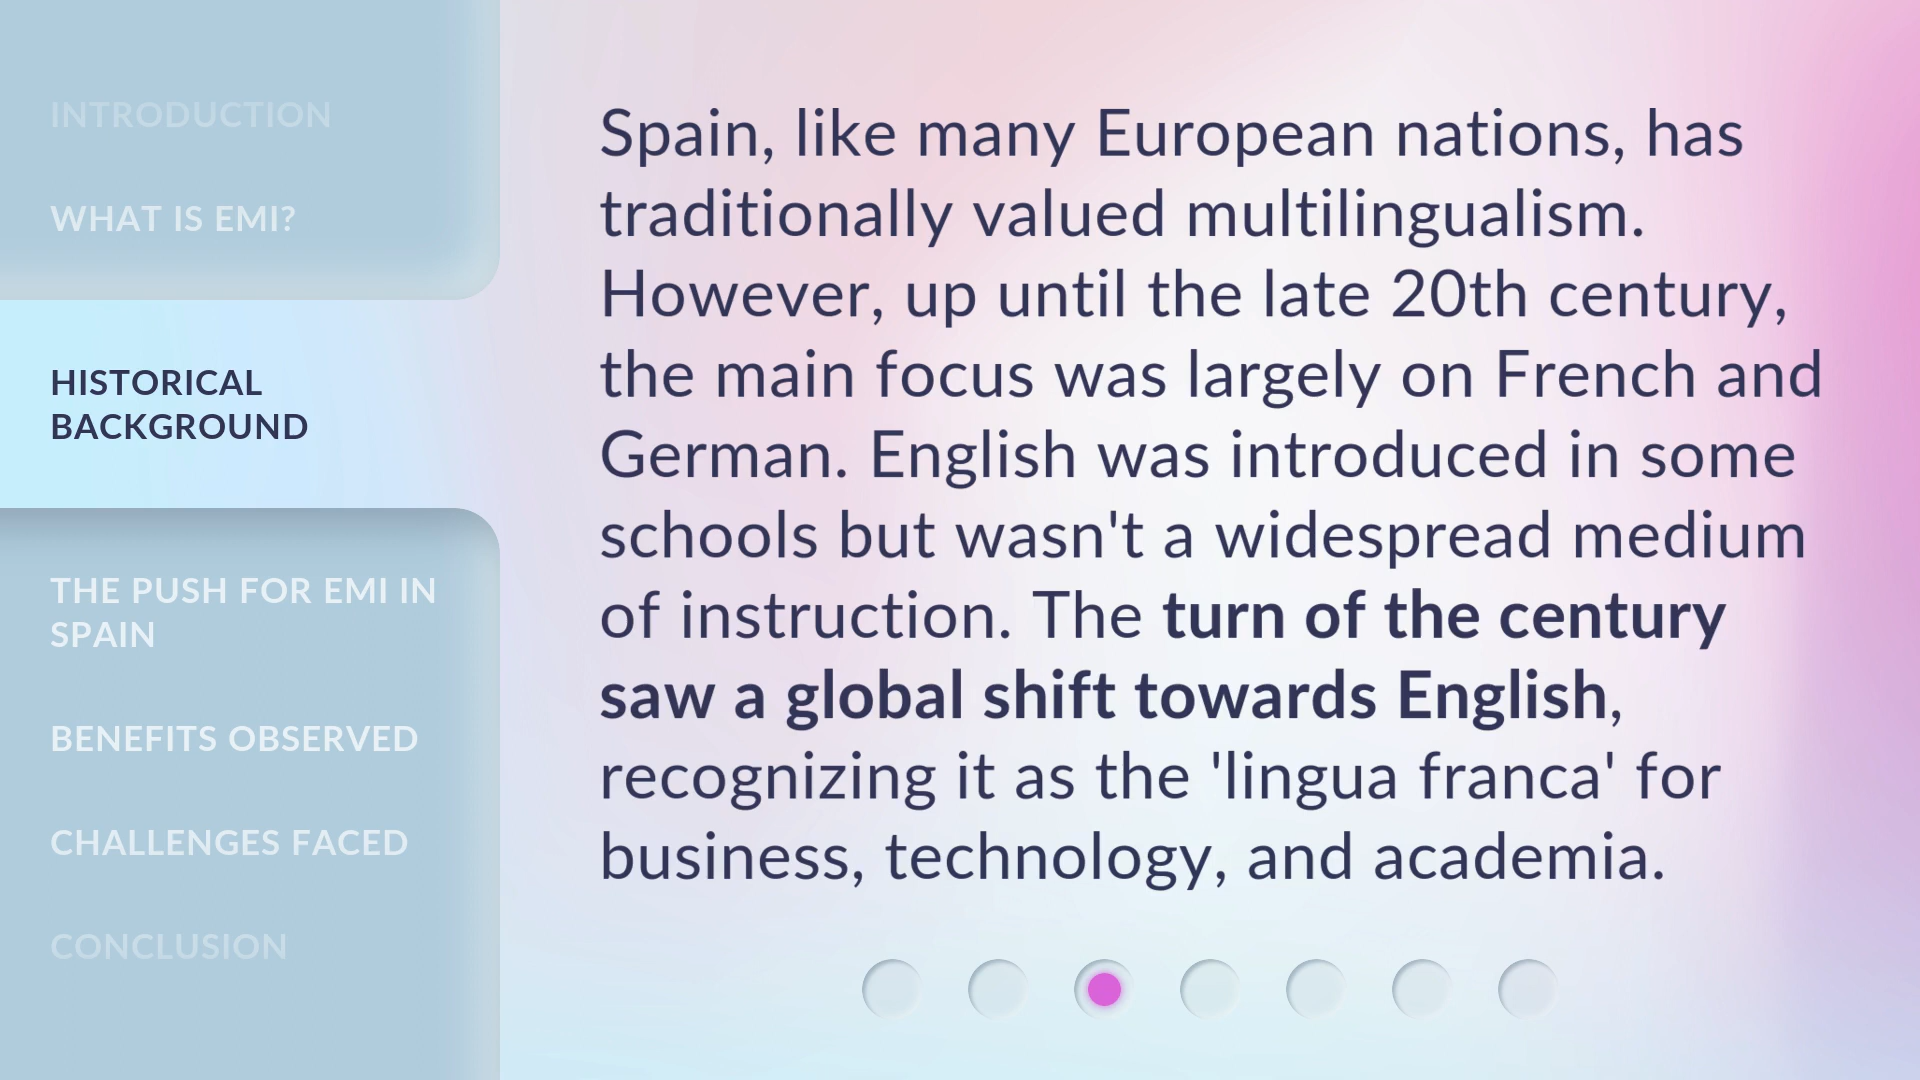 INTRODUCTION
WHAT IS EMI?
HISTORICAL
BACKGROUND
THE PUSH FOR EMI IN
SPAIN
BENEFITS OBSERVED
CHALLENGES FACED
CONCLUSION
Spain, like many European nations, has
traditionally valued multilingualism.
However, up until the late 20th century,
the main focus was largely on French and
German. English was introduced in some
schools but wasn't a widespread medium
of instruction. The turn of the century
saw a global shift towards English,
recognizing it as the 'lingua franca' for
business, technology, and academia.